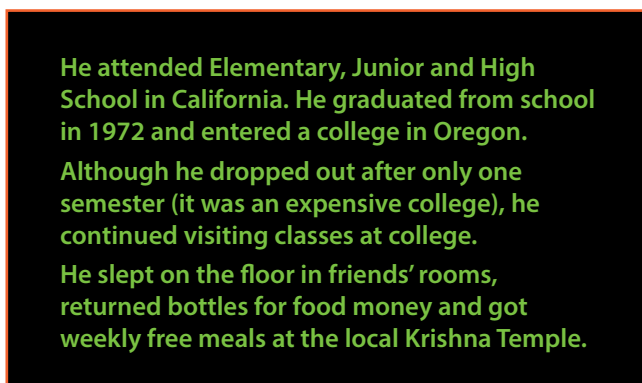 He attended Elementary, Junior and High
School in California. He graduated from school
in 1972 and entered a college in Oregon.
Although he dropped out after only one
semester (it was an expensive college), he
continued visiting classes at college.
He slept on the floor in friends’ rooms,
returned bottles for food money and got
weekly free meals at the local Krishna Temple.